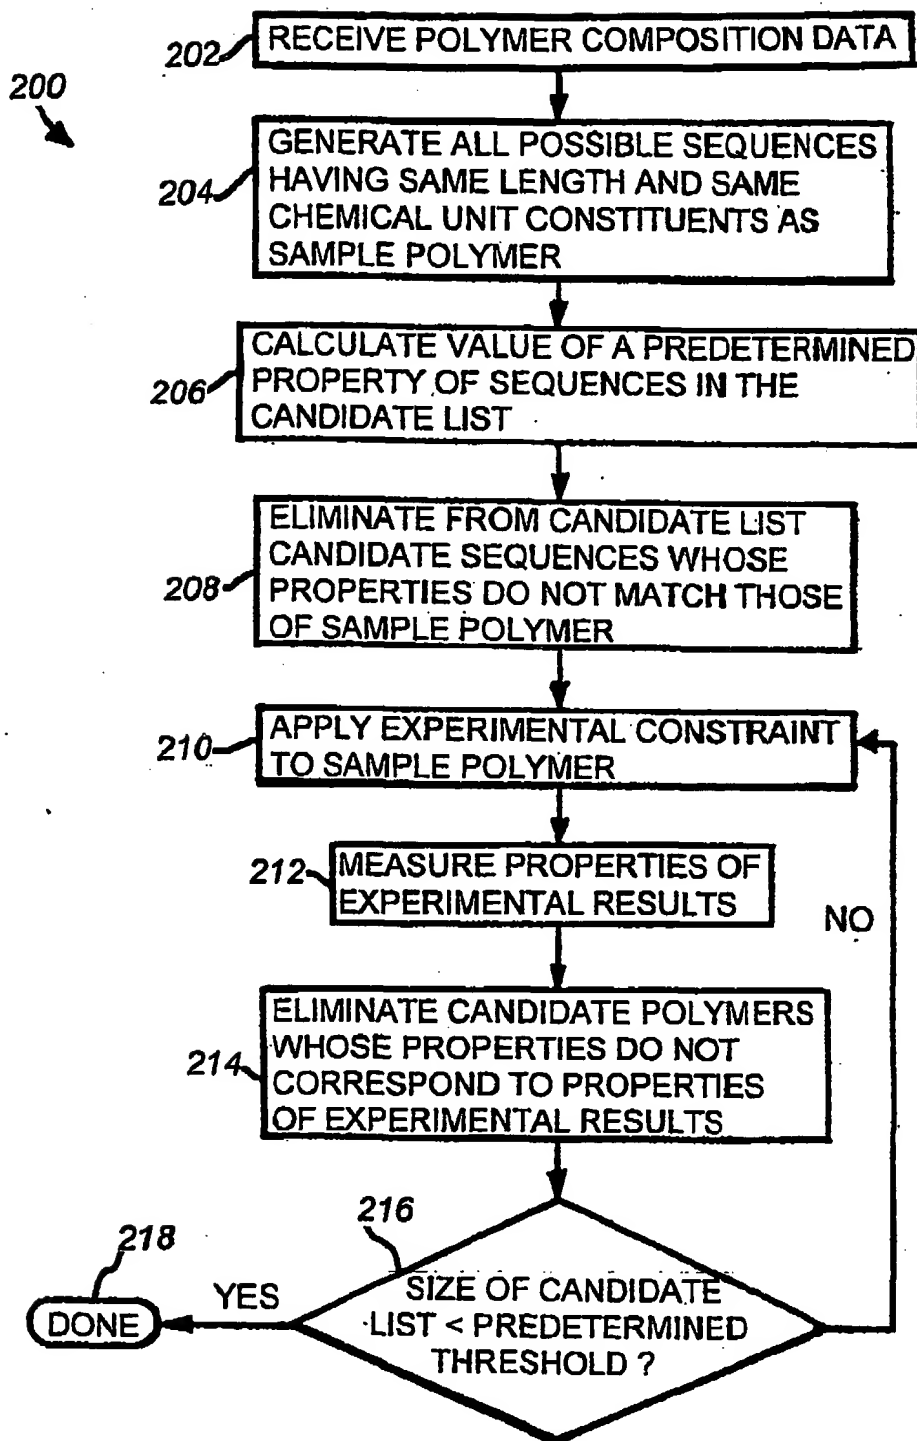 200
202
RECEIVE POLYMER COMPOSITION DATA
204
GENERATE ALL POSSIBLE SEQUENCES
HAVING SAME LENGTH AND SAME
CHEMICAL UNIT CONSTITUENTS AS
SAMPLE POLYMER
206
CALCULATE VALUE OF A PREDETERMINED
PROPERTY OF SEQUENCES IN THE
CANDIDATE LIST
208
ELIMINATE FROM CANDIDATE LIST
CANDIDATE SEQUENCES WHOSE
PROPERTIES DO NOT MATCH THOSE
OF SAMPLE POLYMER
210
APPLY EXPERIMENTAL CONSTRAINT
TO SAMPLE POLYMER
212
MEASURE PROPERTIES OF
EXPERIMENTAL RESULTS
NO
214
ELIMINATE CANDIDATE POLYMERS
WHOSE PROPERTIES DO NOT
CORRESPOND TO PROPERTIES
OF EXPERIMENTAL RESULTS
216
SIZE OF CANDIDATE
LIST < PREDETERMINED
THRESHOLD ?
YES
218
DONE